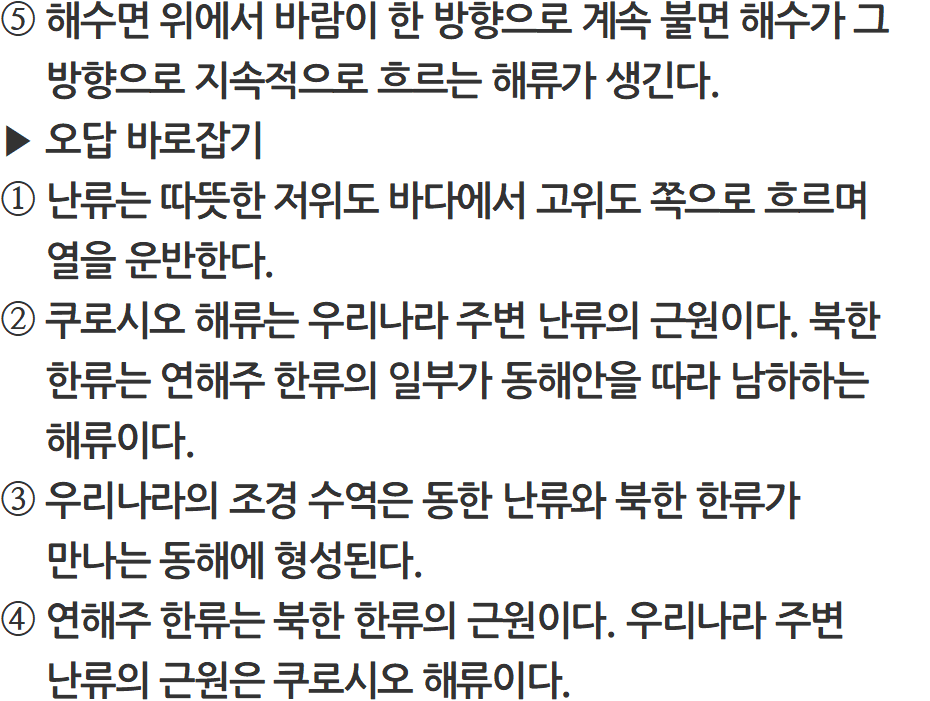 ⑤ 해수면 위에서 바람이 한 방향으로 계속 불면 해수가 그
방향으로 지속적으로 흐르는 해류가 생긴다.
▶ 오답 바로잡기
① 난류는 따뜻한 저위도 바다에서 고위도 쪽으로 흐르며
열을 운반한다.
② 쿠로시오 해류는 우리나라 주변 난류의 근원이다. 북한
한류는 연해주 한류의 일부가 동해안을 따라 남하하는
해류이다.
③ 우리나라의 조경 수역은 동한 난류와 북한 한류가
만나는 동해에 형성된다.
④ 연해주 한류는 북한 한류의 근원이다. 우리나라 주변
난류의 근원은 쿠로시오 해류이다.